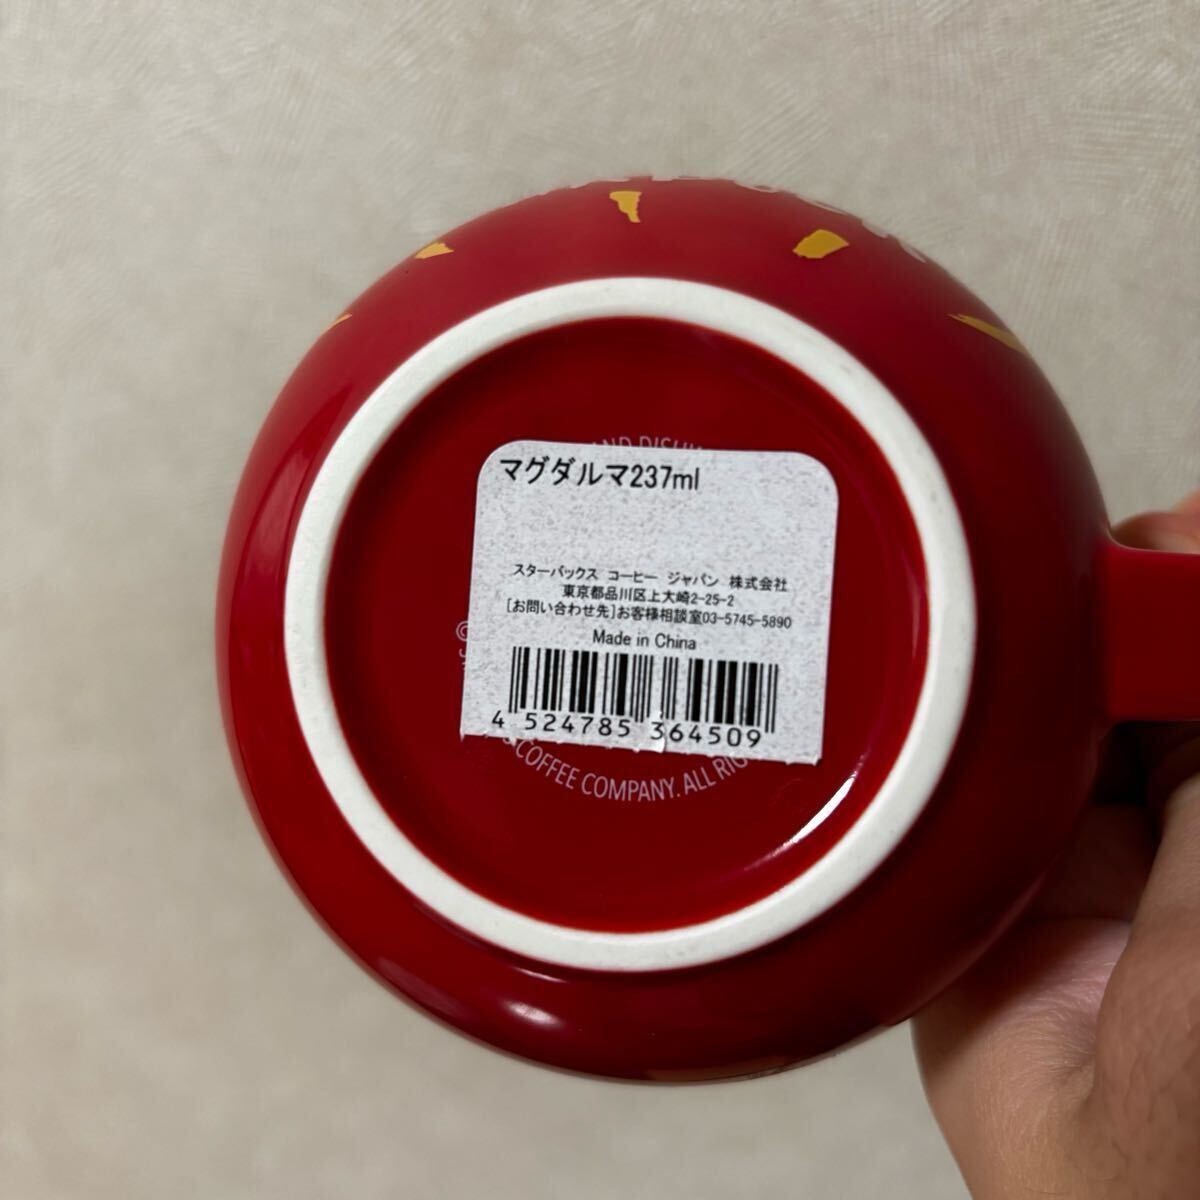 AND DISHW
マグダルマ237ml
スターバックス コーヒー ジャパン 株式会社
東京都品川区上大崎2-25-2
[お問い合わせ先]お客様相談室03-5745-5890
Made in China
4 524785 364509
©
COFFEE COMPANY. ALL RIG